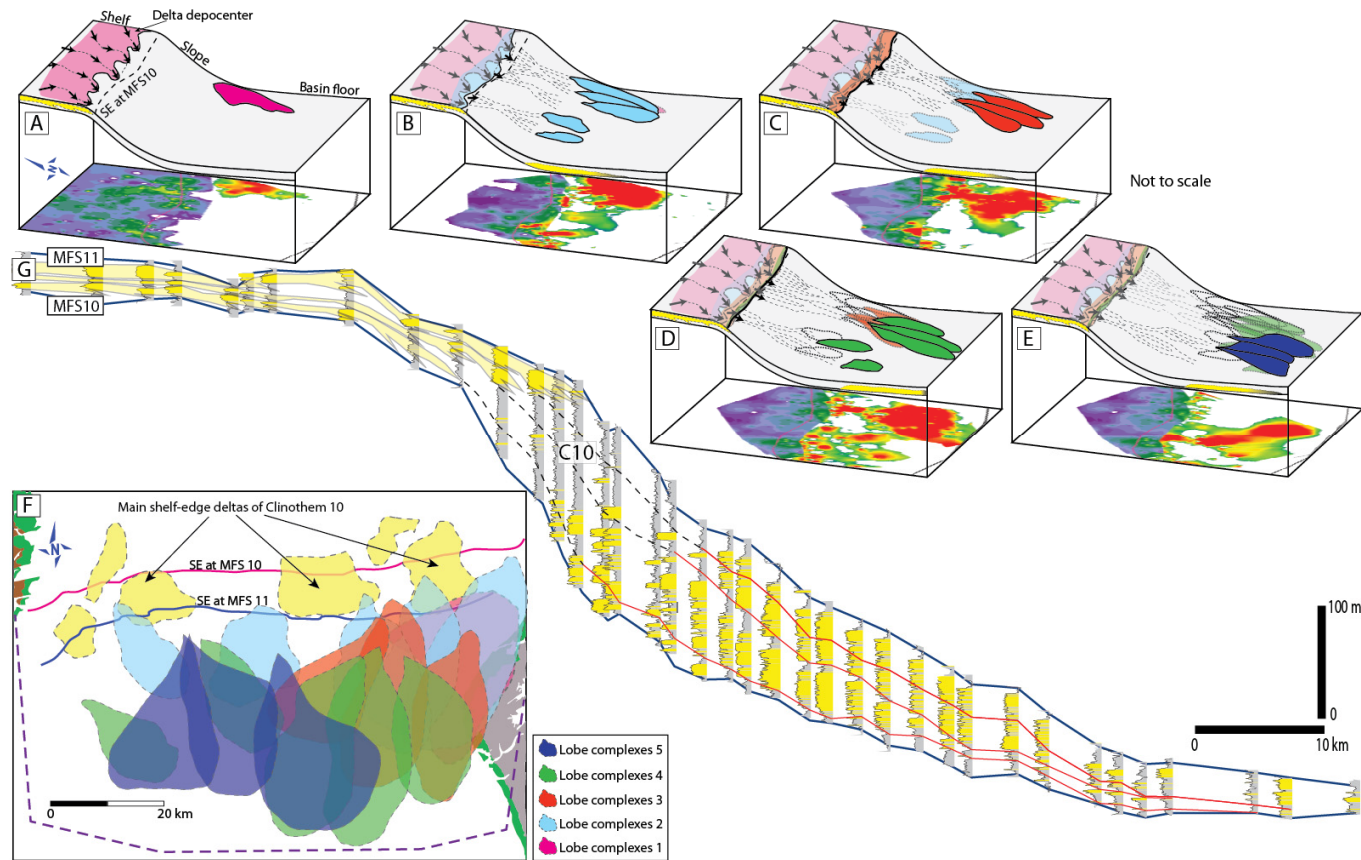 Shelf
Delta depocenter
Slope
SE at MFS10
Basin floor
A
N
B
C
Not to scale
G
MFS11
MFS10
D
E
C10
F
Main shelf-edge deltas of Clinothem 10
N
SE at MFS 10
SE at MFS 11
20 km
0
Lobe complexes 5
Lobe complexes 4
Lobe complexes 3
Lobe complexes 2
Lobe complexes 1
100 m
0
0
10 km